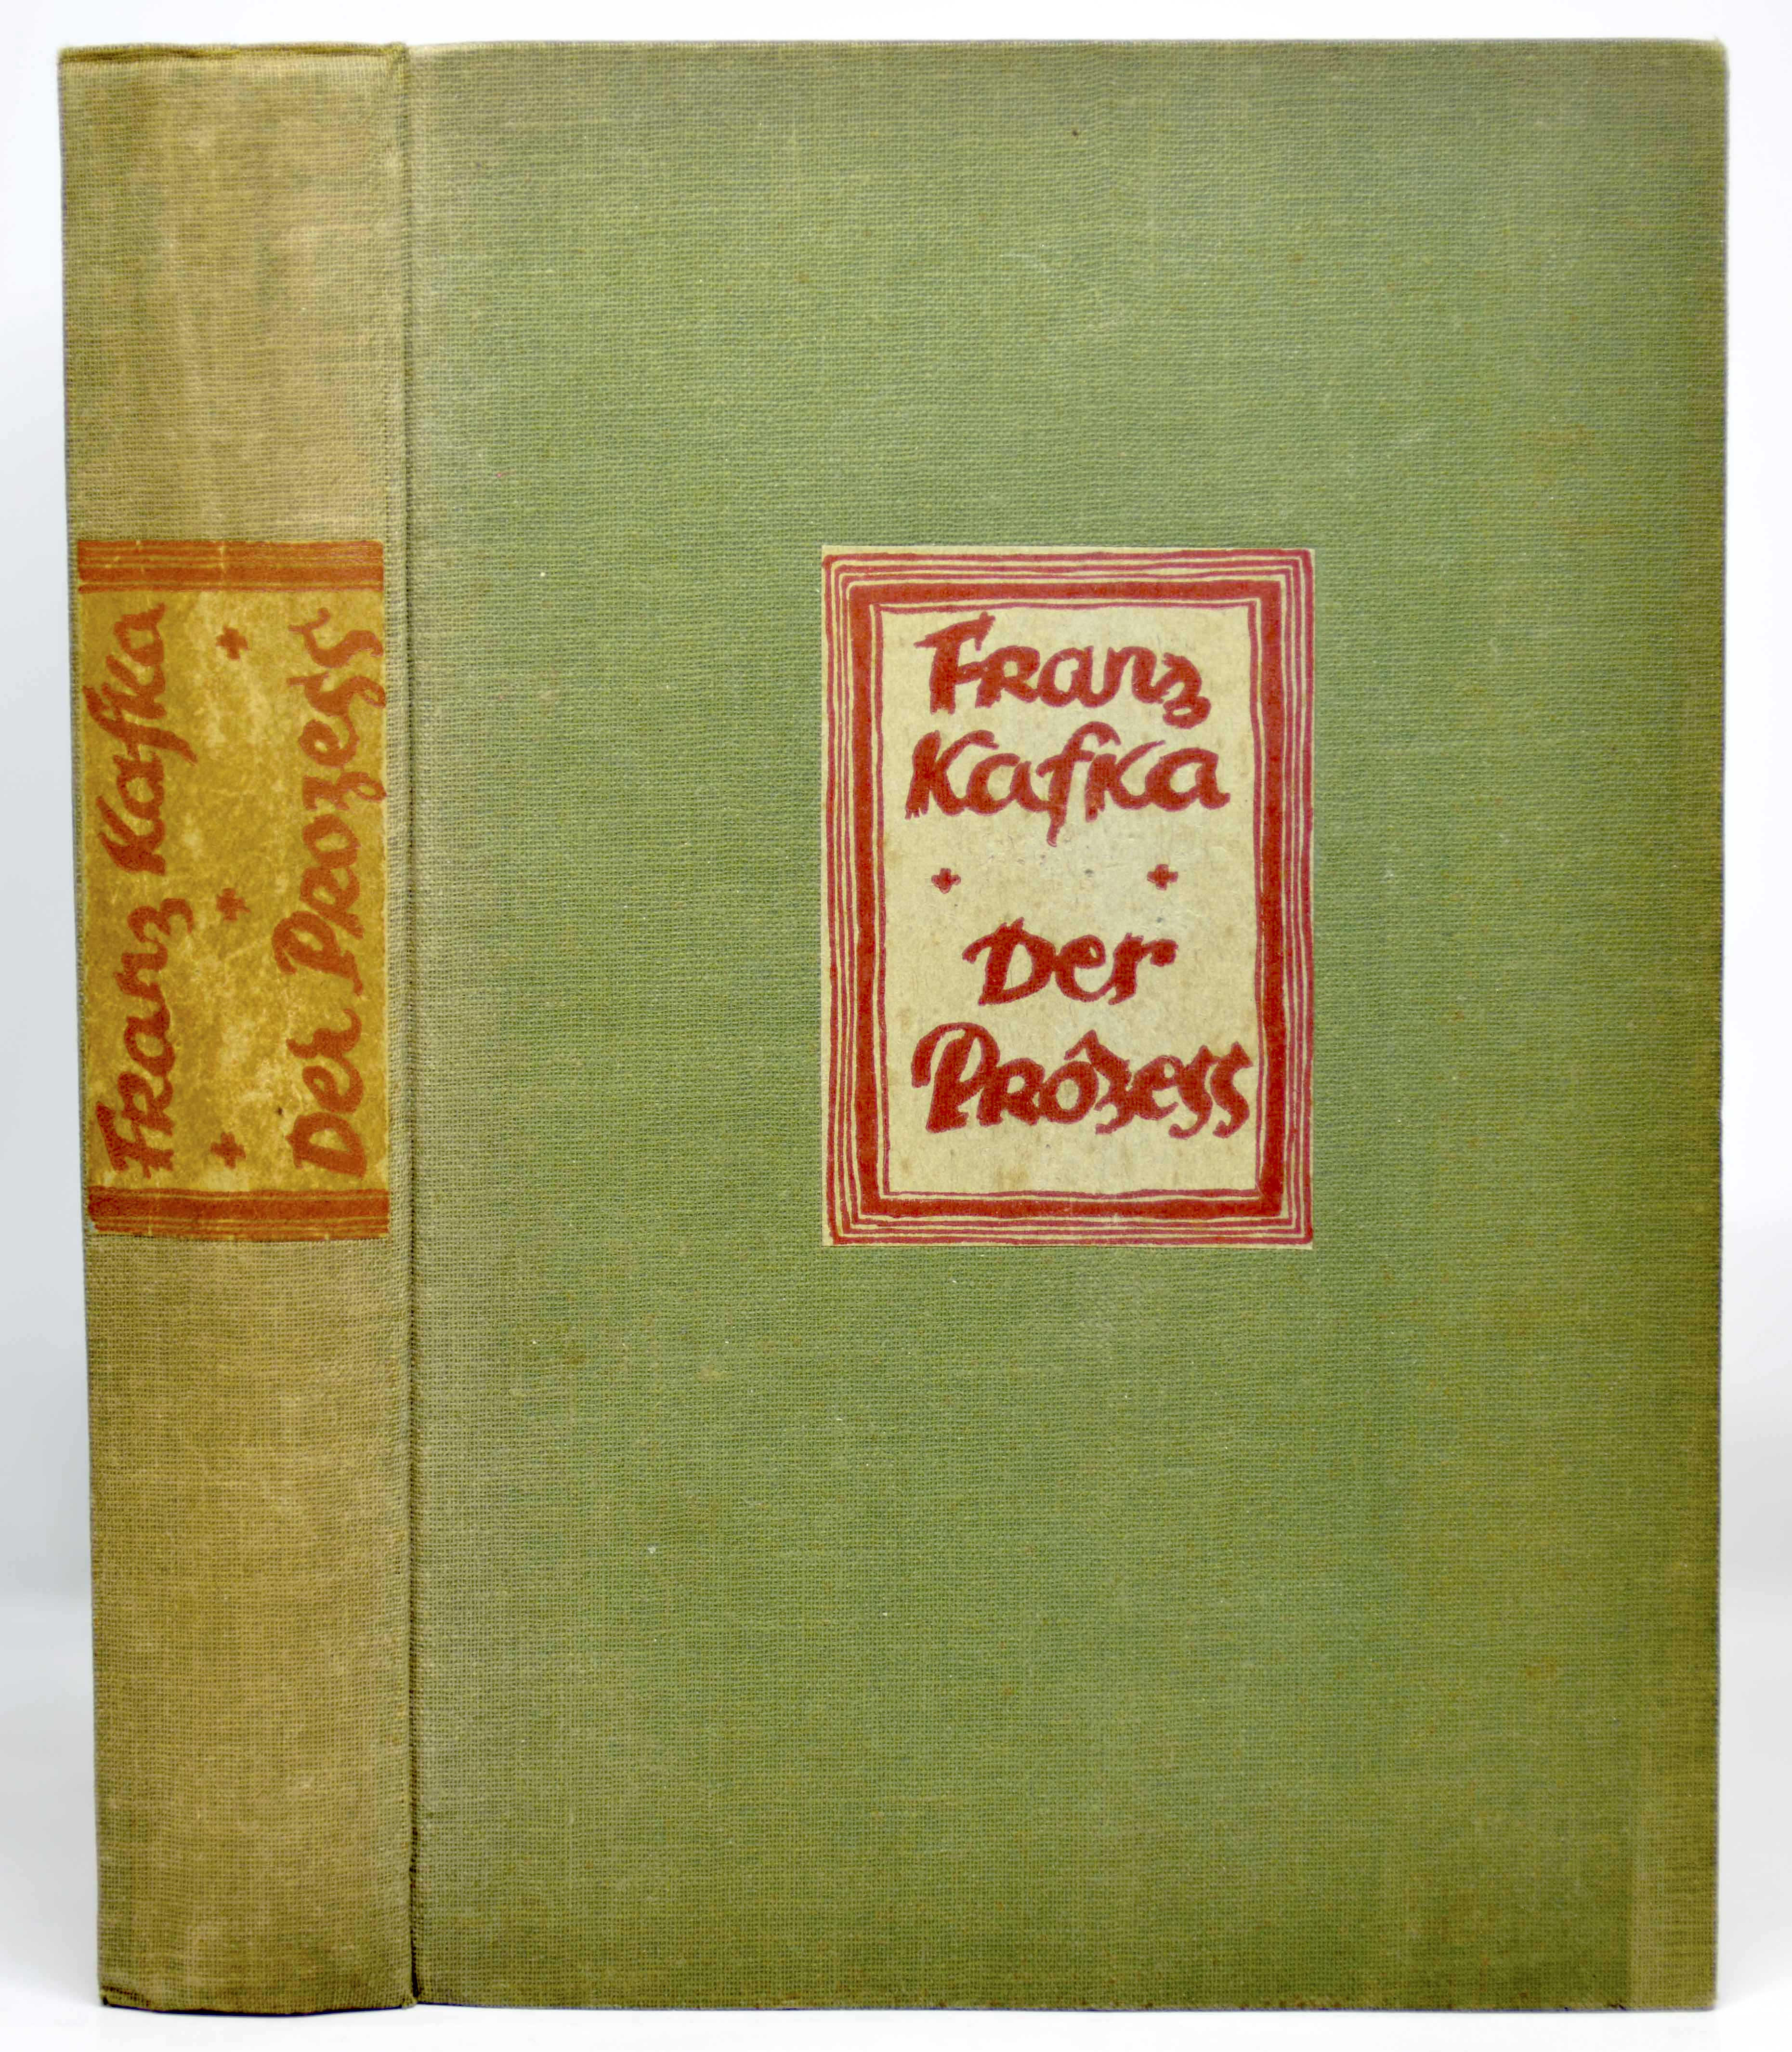 Franz Kafka
+ + +
Der Prozess
Franz
Kafka
+ +
Der
Prozess